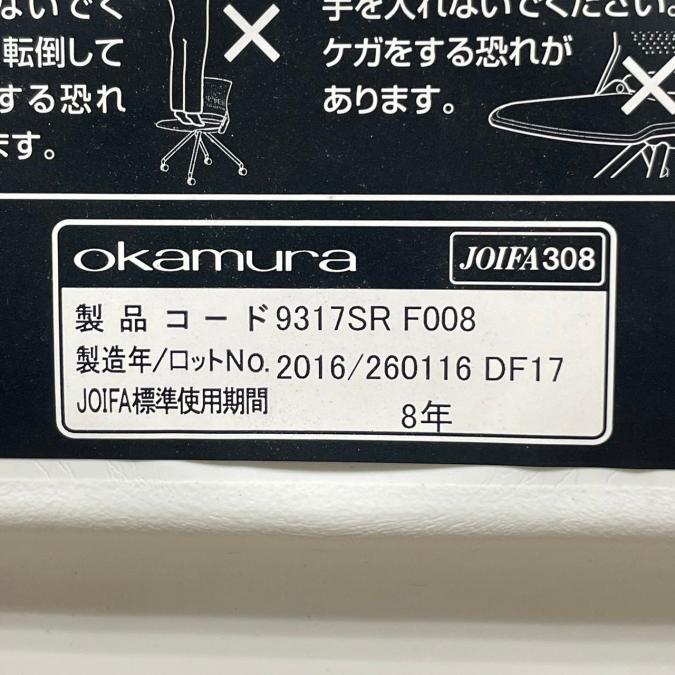 ないでく
転倒して
する恐れ
ます。
手を入れないでください。
ケガをする恐れが
あります。
okamura
JOIFA308
製品コード9317SR F008
製造年/ロットNo. 2016/260116 DF17
JOIFA標準使用期間 8年